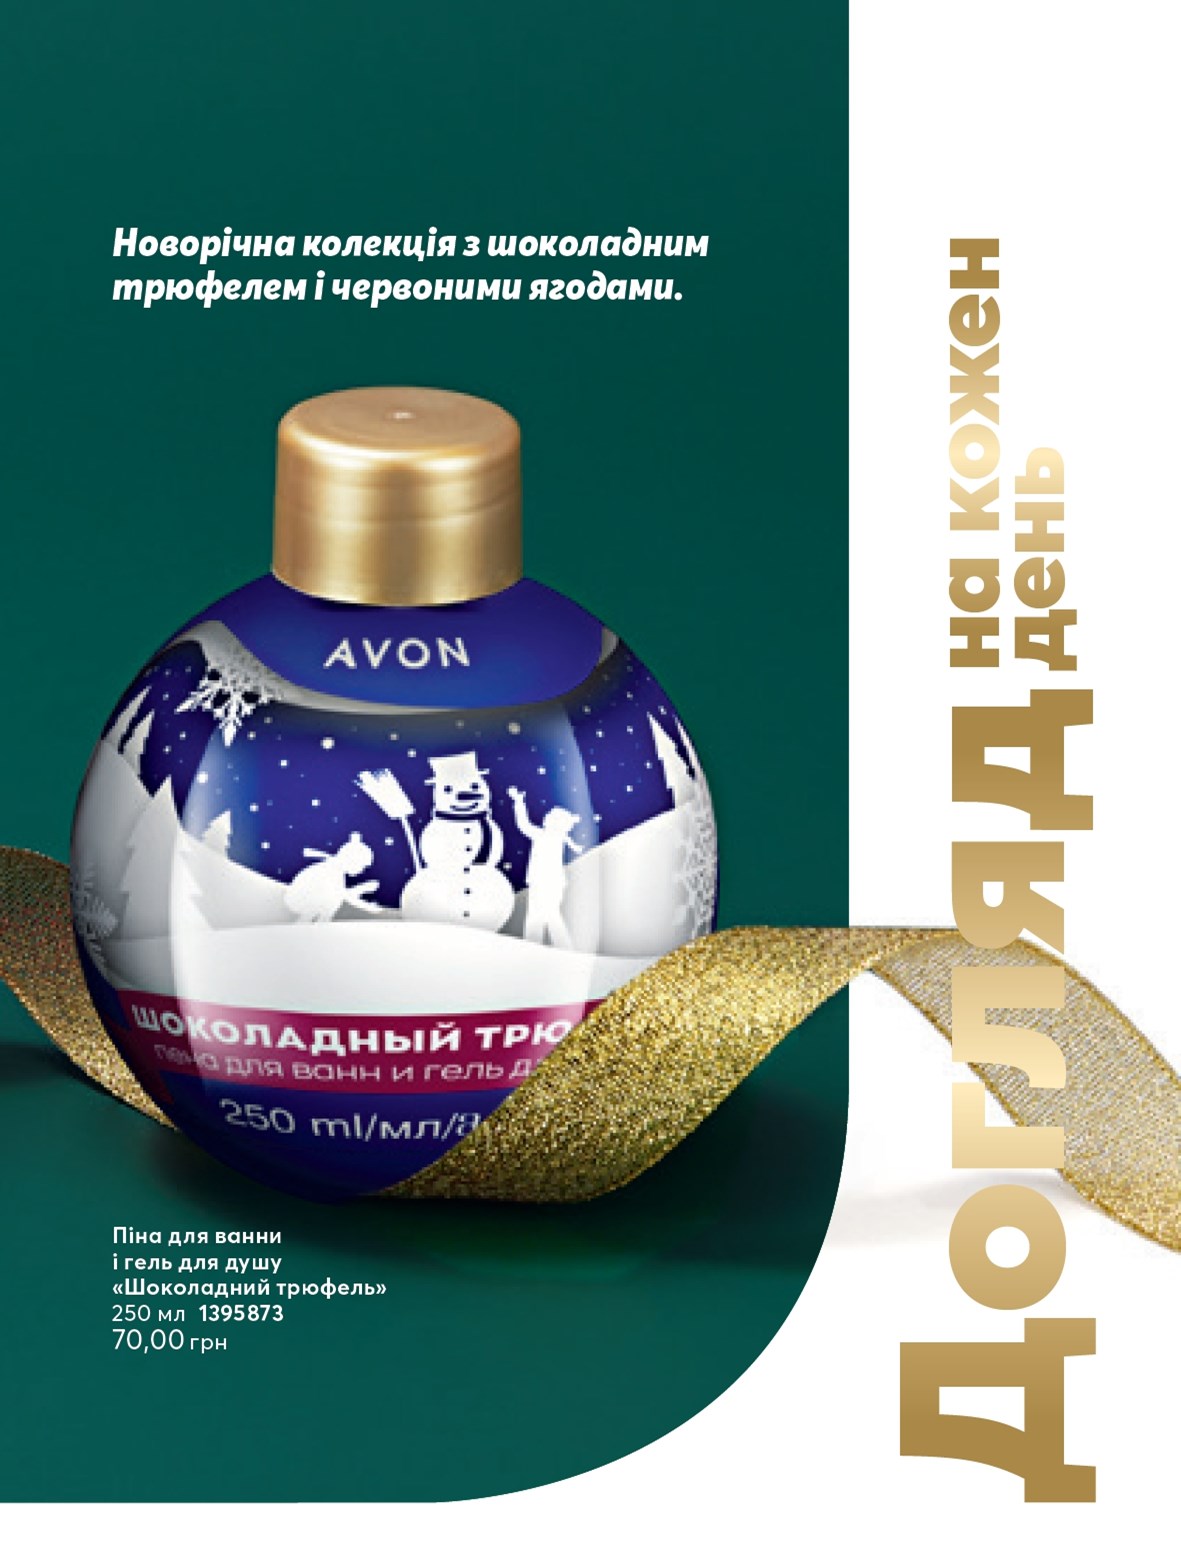 Новорічна колекція з шоколадним
трюфелем і червоними ягодами.
AVON
ШОКОЛАДНЫЙ
пена для ванн и гель
250 ml/мл/
Піна для ванни
і гель для душу
«Шоколадний трюфель»
250 мл 1395873
70,00 грн
Догляд на кожен
день